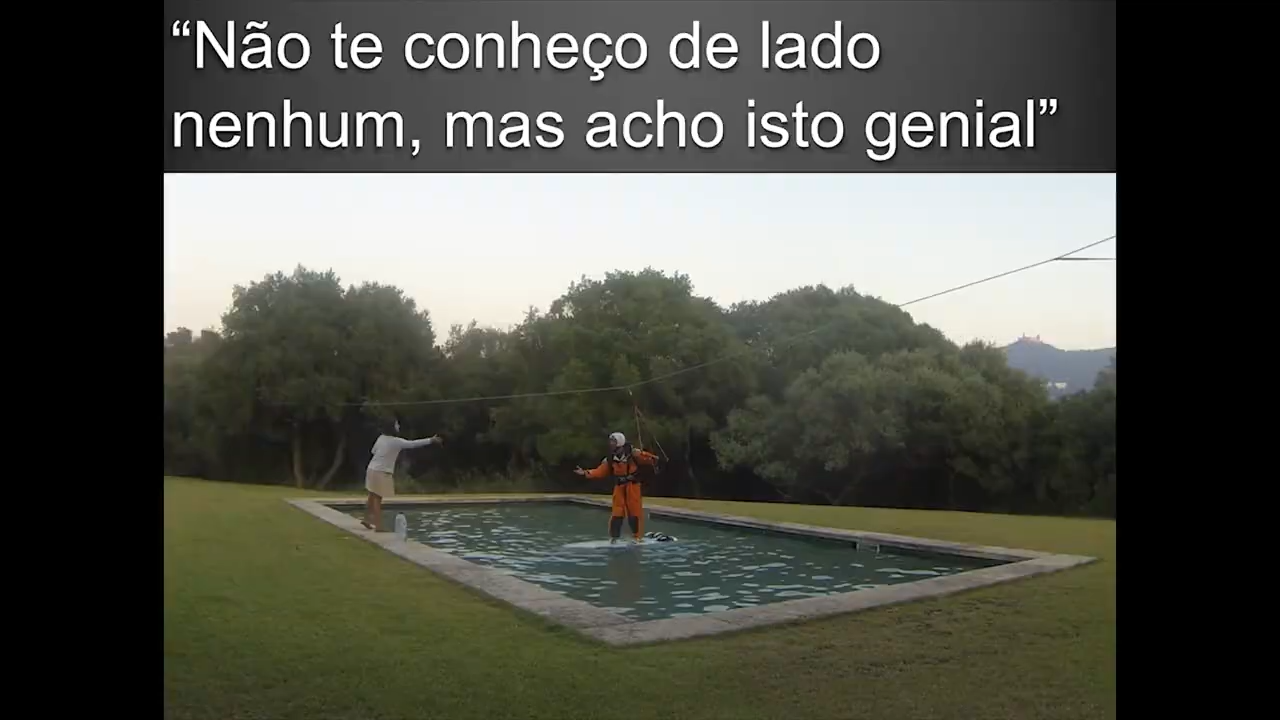 “Não te conheço de lado
nenhum, mas acho isto genial”